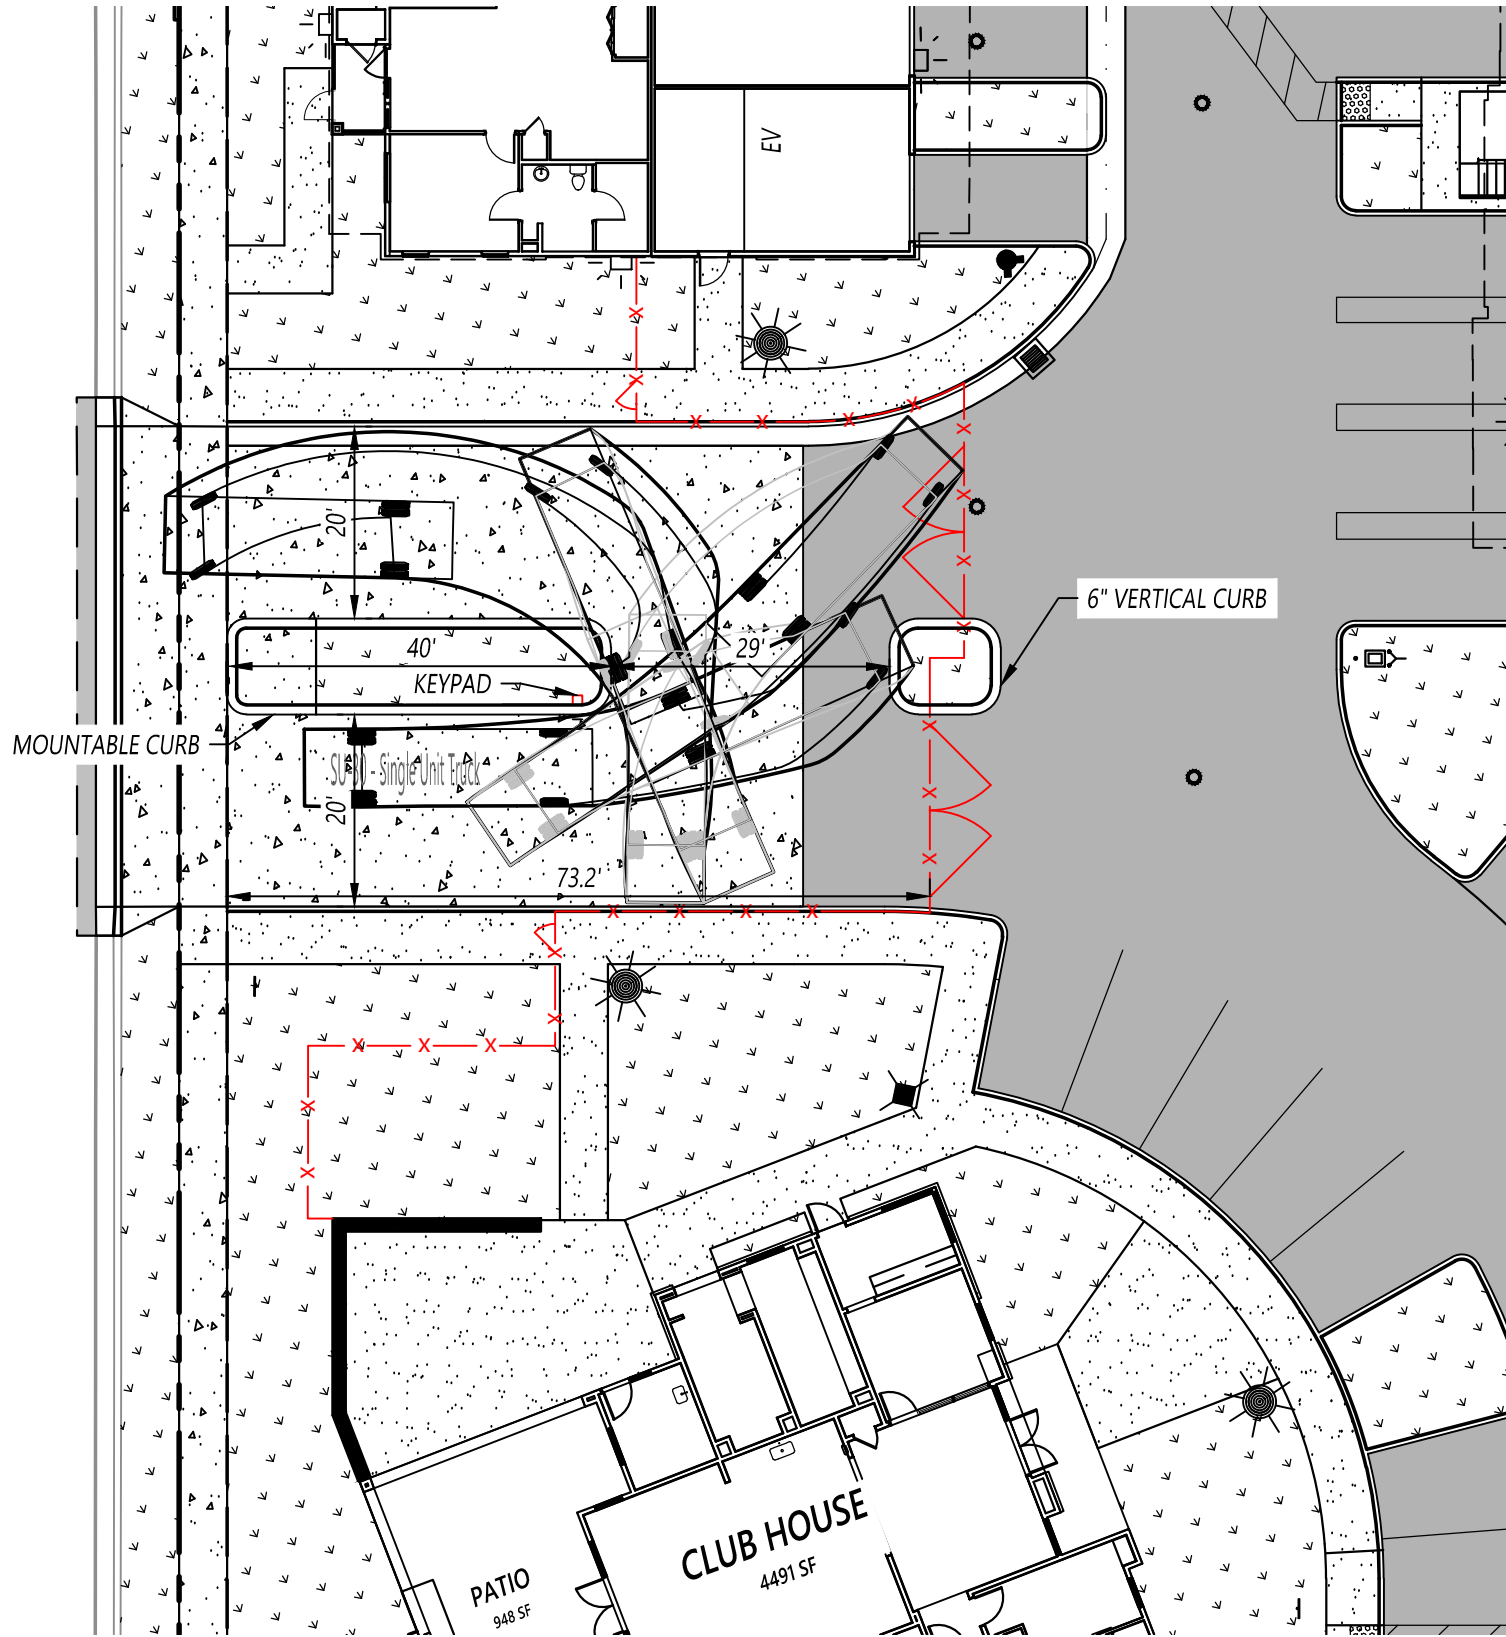 EV
20'
6" VERTICAL CURB
40'
29'
KEYPAD
MOUNTABLE CURB
SU-30 - Single Unit Truck
20'
73.2'
CLUB HOUSE
4491 SF
PATIO
948 SF